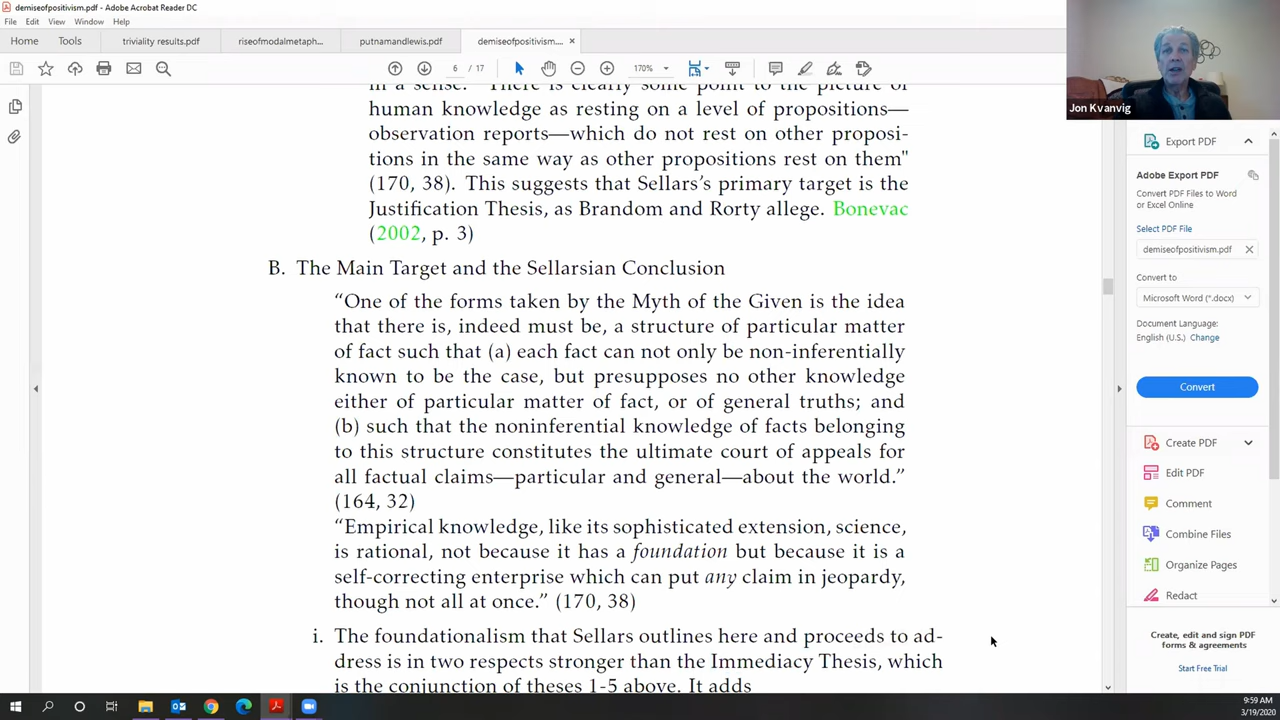 demiseofpositivism.pdf - Adobe Acrobat Reader DC
File Edit View Window Help
Home Tools triviality results.pdf riseofmodalmetaph... putnamandlewis.pdf demiseofpositivism.... ×
6 / 17 170%
Jon Kvanvig
in a sense. "There is clearly some point to the picture of
human knowledge as resting on a level of propositions—
observation reports—which do not rest on other proposi-
tions in the same way as other propositions rest on them"
(170, 38). This suggests that Sellars's primary target is the
Justification Thesis, as Brandom and Rorty allege. Bonevac
(2002, p. 3)
B. The Main Target and the Sellarsian Conclusion
“One of the forms taken by the Myth of the Given is the idea
that there is, indeed must be, a structure of particular matter
of fact such that (a) each fact can not only be non-inferentially
known to be the case, but presupposes no other knowledge
either of particular matter of fact, or of general truths; and
(b) such that the noninferential knowledge of facts belonging
to this structure constitutes the ultimate court of appeals for
all factual claims—particular and general—about the world.”
(164, 32)
“Empirical knowledge, like its sophisticated extension, science,
is rational, not because it has a foundation but because it is a
self-correcting enterprise which can put any claim in jeopardy,
though not all at once.” (170, 38)
i. The foundationalism that Sellars outlines here and proceeds to ad-
dress is in two respects stronger than the Immediacy Thesis, which
is the conjunction of theses 1-5 above. It adds
Export PDF
Adobe Export PDF
Convert PDF Files to Word
or Excel Online
Select PDF File
demiseofpositivism.pdf
Convert to
Microsoft Word (*.docx)
Document Language:
English (U.S.) Change
Convert
Create PDF
Edit PDF
Comment
Combine Files
Organize Pages
Redact
Create, edit and sign PDF
forms & agreements
Start Free Trial
9:59 AM
3/19/2020